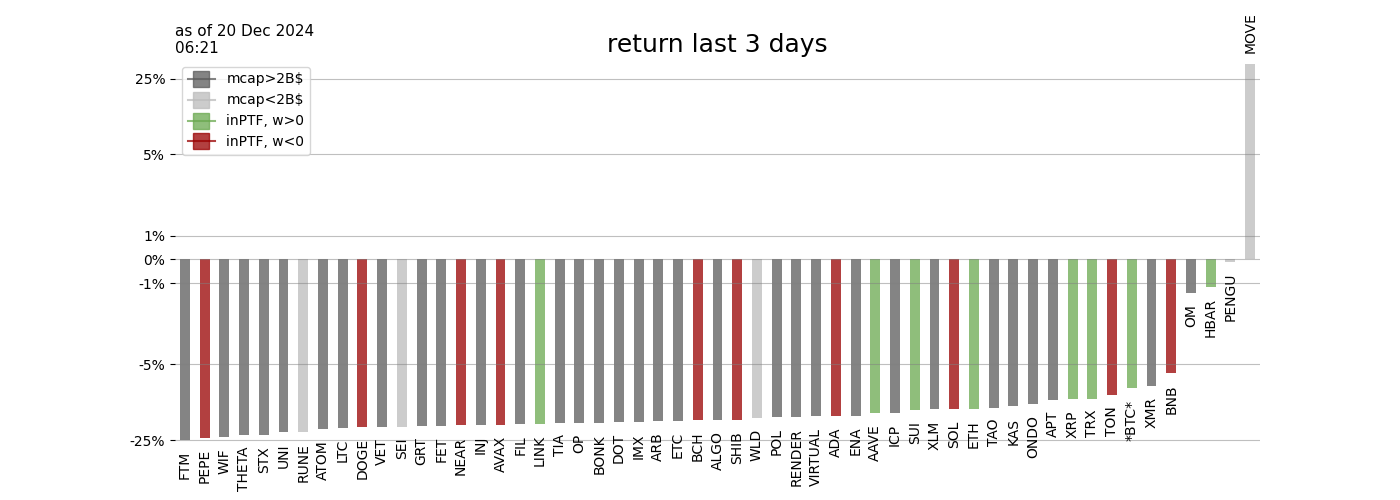 as of 20 Dec 2024
06:21
return last 3 days
MOVE
mcap>2B$
mcap<2B$
inPTF, w>0
inPTF, w<0
25%
5%
1%
0%
-1%
-5%
-25%
FTM
PEPE
WIF
THETA
STX
UNI
RUNE
ATOM
LTC
DOGE
VET
SEI
GRT
FET
NEAR
INJ
AVAX
FIL
LINK
TIA
OP
BONK
DOT
IMX
ARB
ETC
BCH
ALGO
SHIB
WLD
POL
RENDER
VIRTUAL
ADA
ENA
AAVE
ICP
SUI
XLM
SOL
ETH
TAO
KAS
ONDO
APT
XRP
TRX
TON
*BTC*
XMR
BNB
OM
HBAR
PENGU